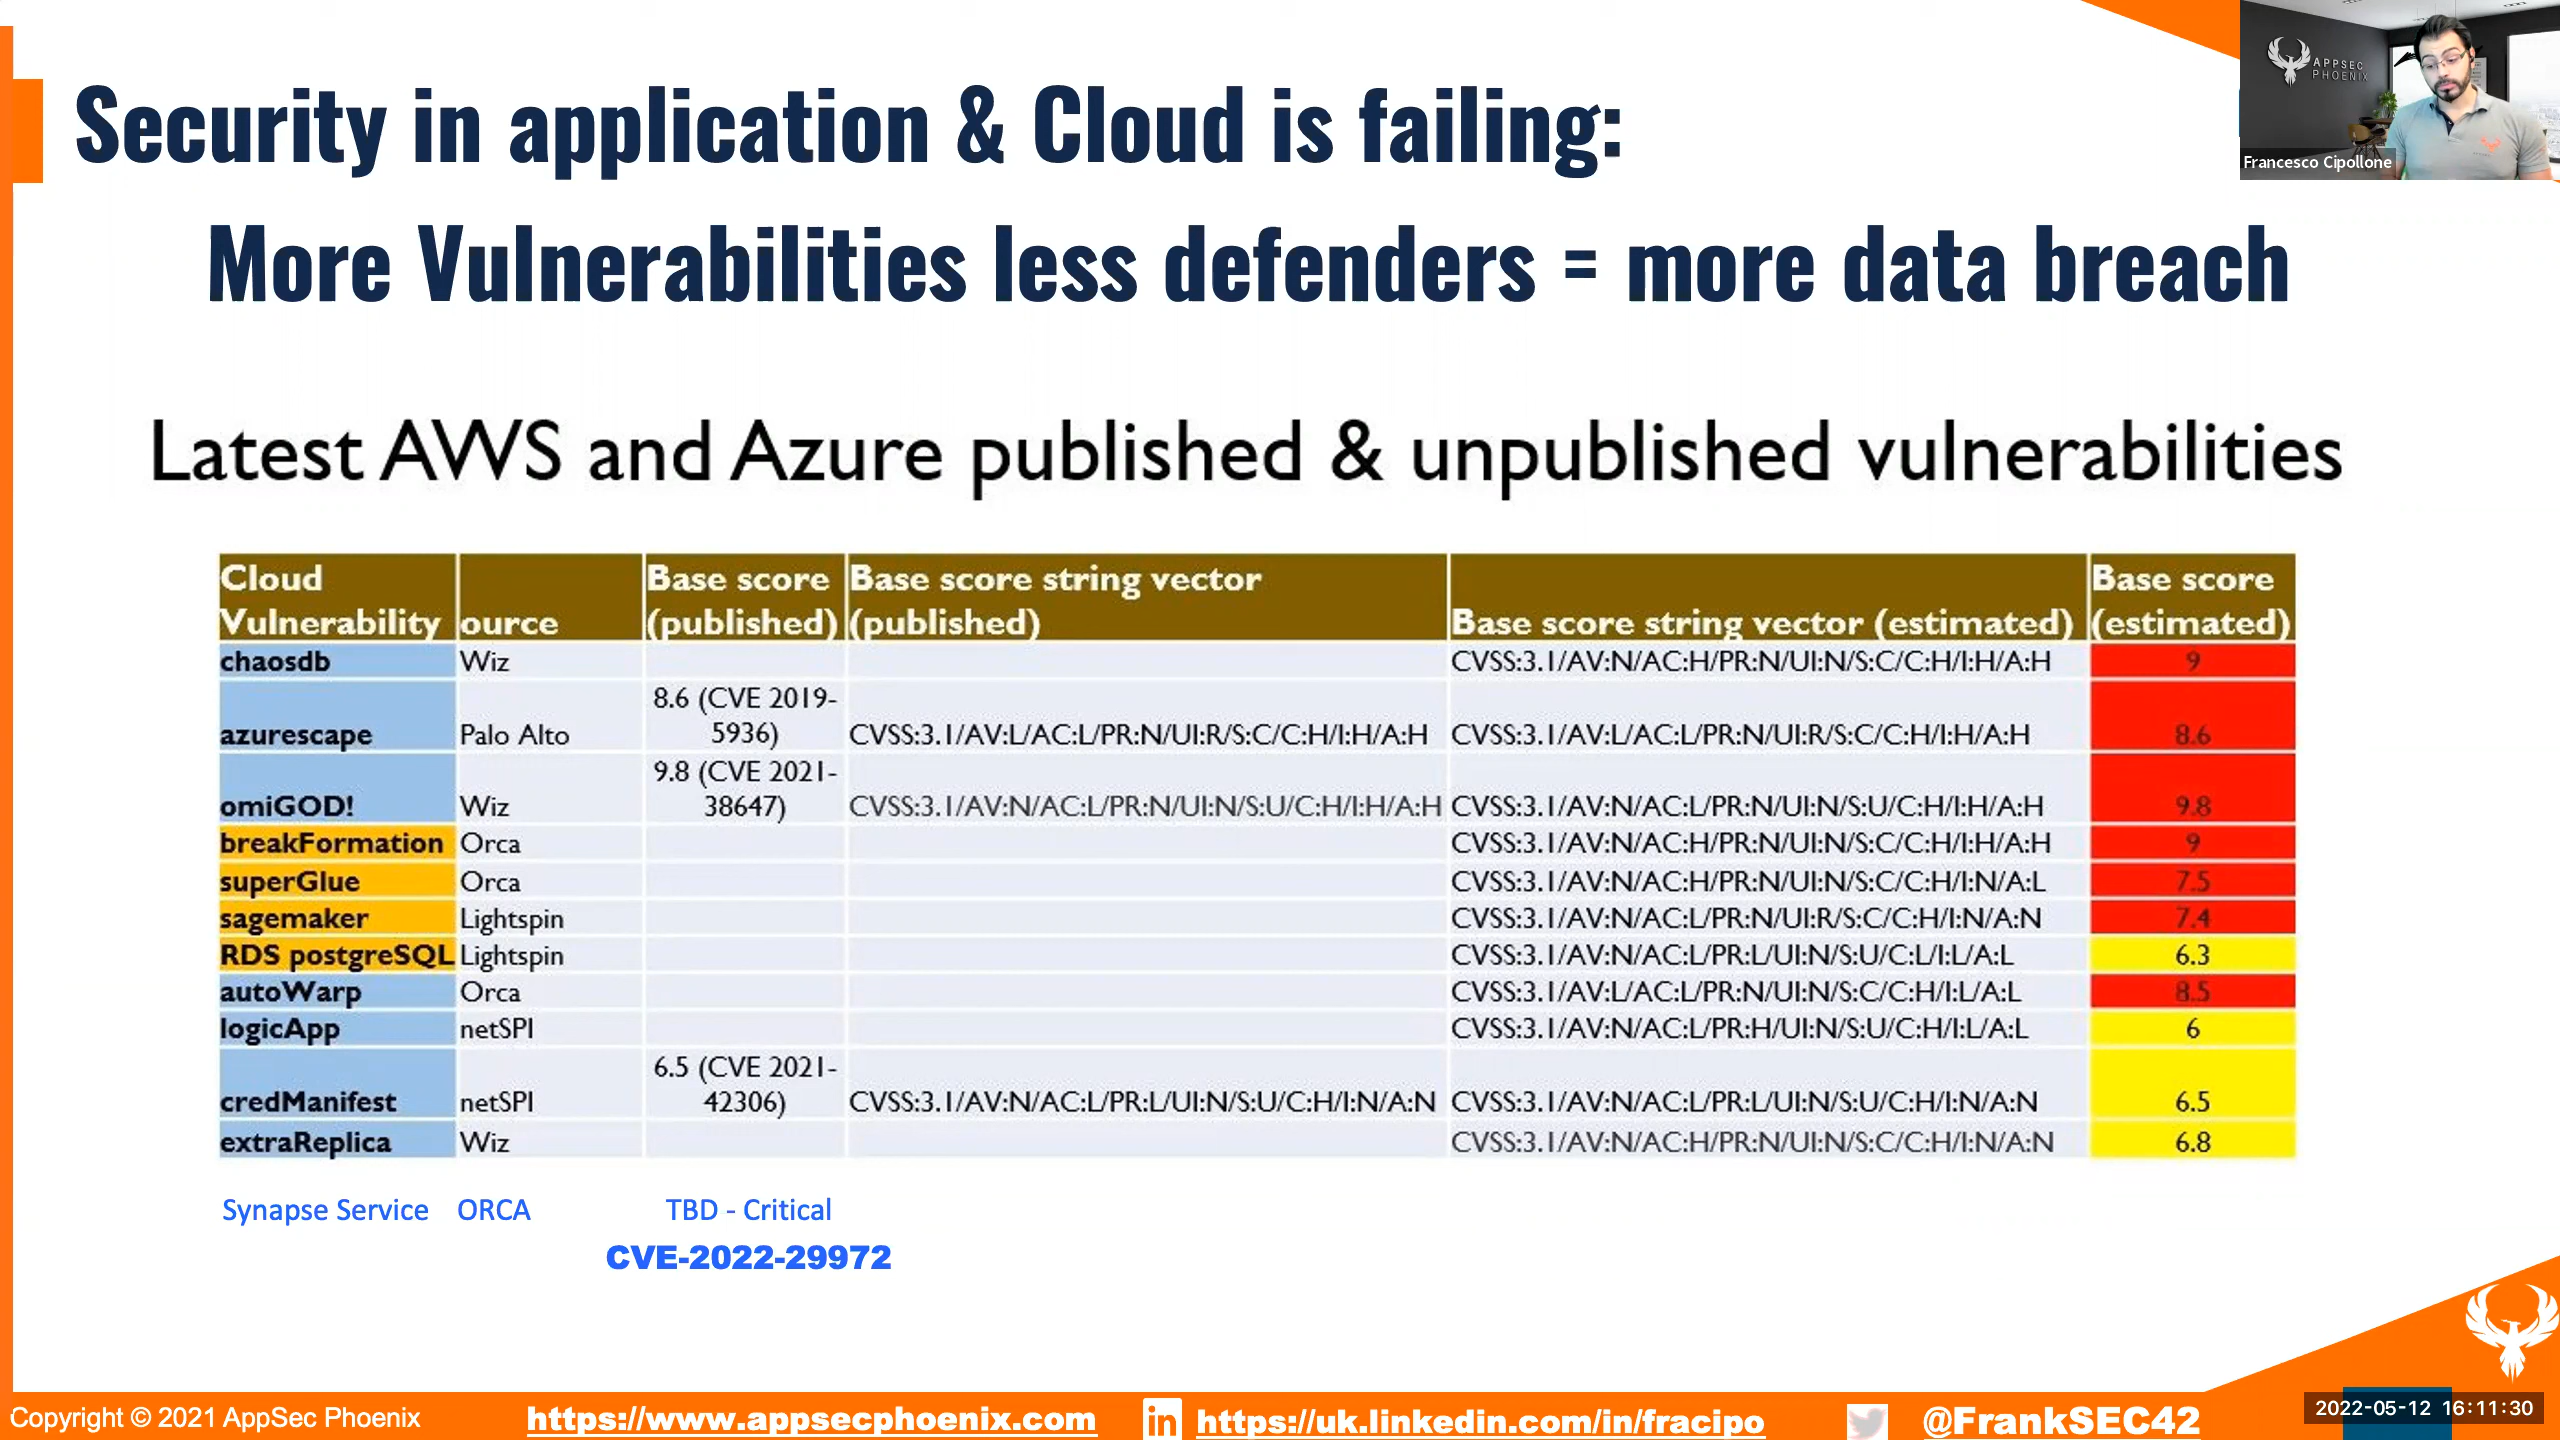 APPSEC
PHOENIX
Francesco Cipollone
Security in application & Cloud is failing:
More Vulnerabilities less defenders = more data breach
Latest AWS and Azure published & unpublished vulnerabilities
Cloud Vulnerability ource Base score (published) Base score string vector (published) Base score string vector (estimated) Base score (estimated)
chaosdb Wiz CVSS:3.1/AV:N/AC:H/PR:N/UI:N/S:C/C:H/I:H/A:H 9
azurescape Palo Alto 8.6 (CVE 2019-5936) CVSS:3.1/AV:L/AC:L/PR:N/UI:R/S:C/C:H/I:H/A:H CVSS:3.1/AV:L/AC:L/PR:N/UI:R/S:C/C:H/I:H/A:H 8.6
omiGOD! Wiz 9.8 (CVE 2021-38647) CVSS:3.1/AV:N/AC:L/PR:N/UI:N/S:U/C:H/I:H/A:H CVSS:3.1/AV:N/AC:L/PR:N/UI:N/S:U/C:H/I:H/A:H 9.8
breakFormation Orca CVSS:3.1/AV:N/AC:H/PR:N/UI:N/S:C/C:H/I:H/A:H 9
superGlue Orca CVSS:3.1/AV:N/AC:H/PR:N/UI:N/S:C/C:H/I:N/A:L 7.5
sagemaker Lightspin CVSS:3.1/AV:N/AC:L/PR:N/UI:R/S:C/C:H/I:N/A:N 7.4
RDS postgreSQL Lightspin CVSS:3.1/AV:N/AC:L/PR:L/UI:N/S:U/C:L/I:L/A:L 6.3
autoWarp Orca CVSS:3.1/AV:L/AC:L/PR:N/UI:N/S:C/C:H/I:L/A:L 8.5
logicApp netSPI CVSS:3.1/AV:N/AC:L/PR:H/UI:N/S:U/C:H/I:L/A:L 6
credManifest netSPI 6.5 (CVE 2021-42306) CVSS:3.1/AV:N/AC:L/PR:L/UI:N/S:U/C:H/I:N/A:N CVSS:3.1/AV:N/AC:L/PR:L/UI:N/S:U/C:H/I:N/A:N 6.5
extraReplica Wiz CVSS:3.1/AV:N/AC:H/PR:N/UI:N/S:C/C:H/I:N/A:N 6.8
Synapse Service ORCA TBD - Critical
CVE-2022-29972
Copyright © 2021 AppSec Phoenix https://www.appsecphoenix.com in https://uk.linkedin.com/in/fracipo @FrankSEC42
2022-05-12 16:11:30